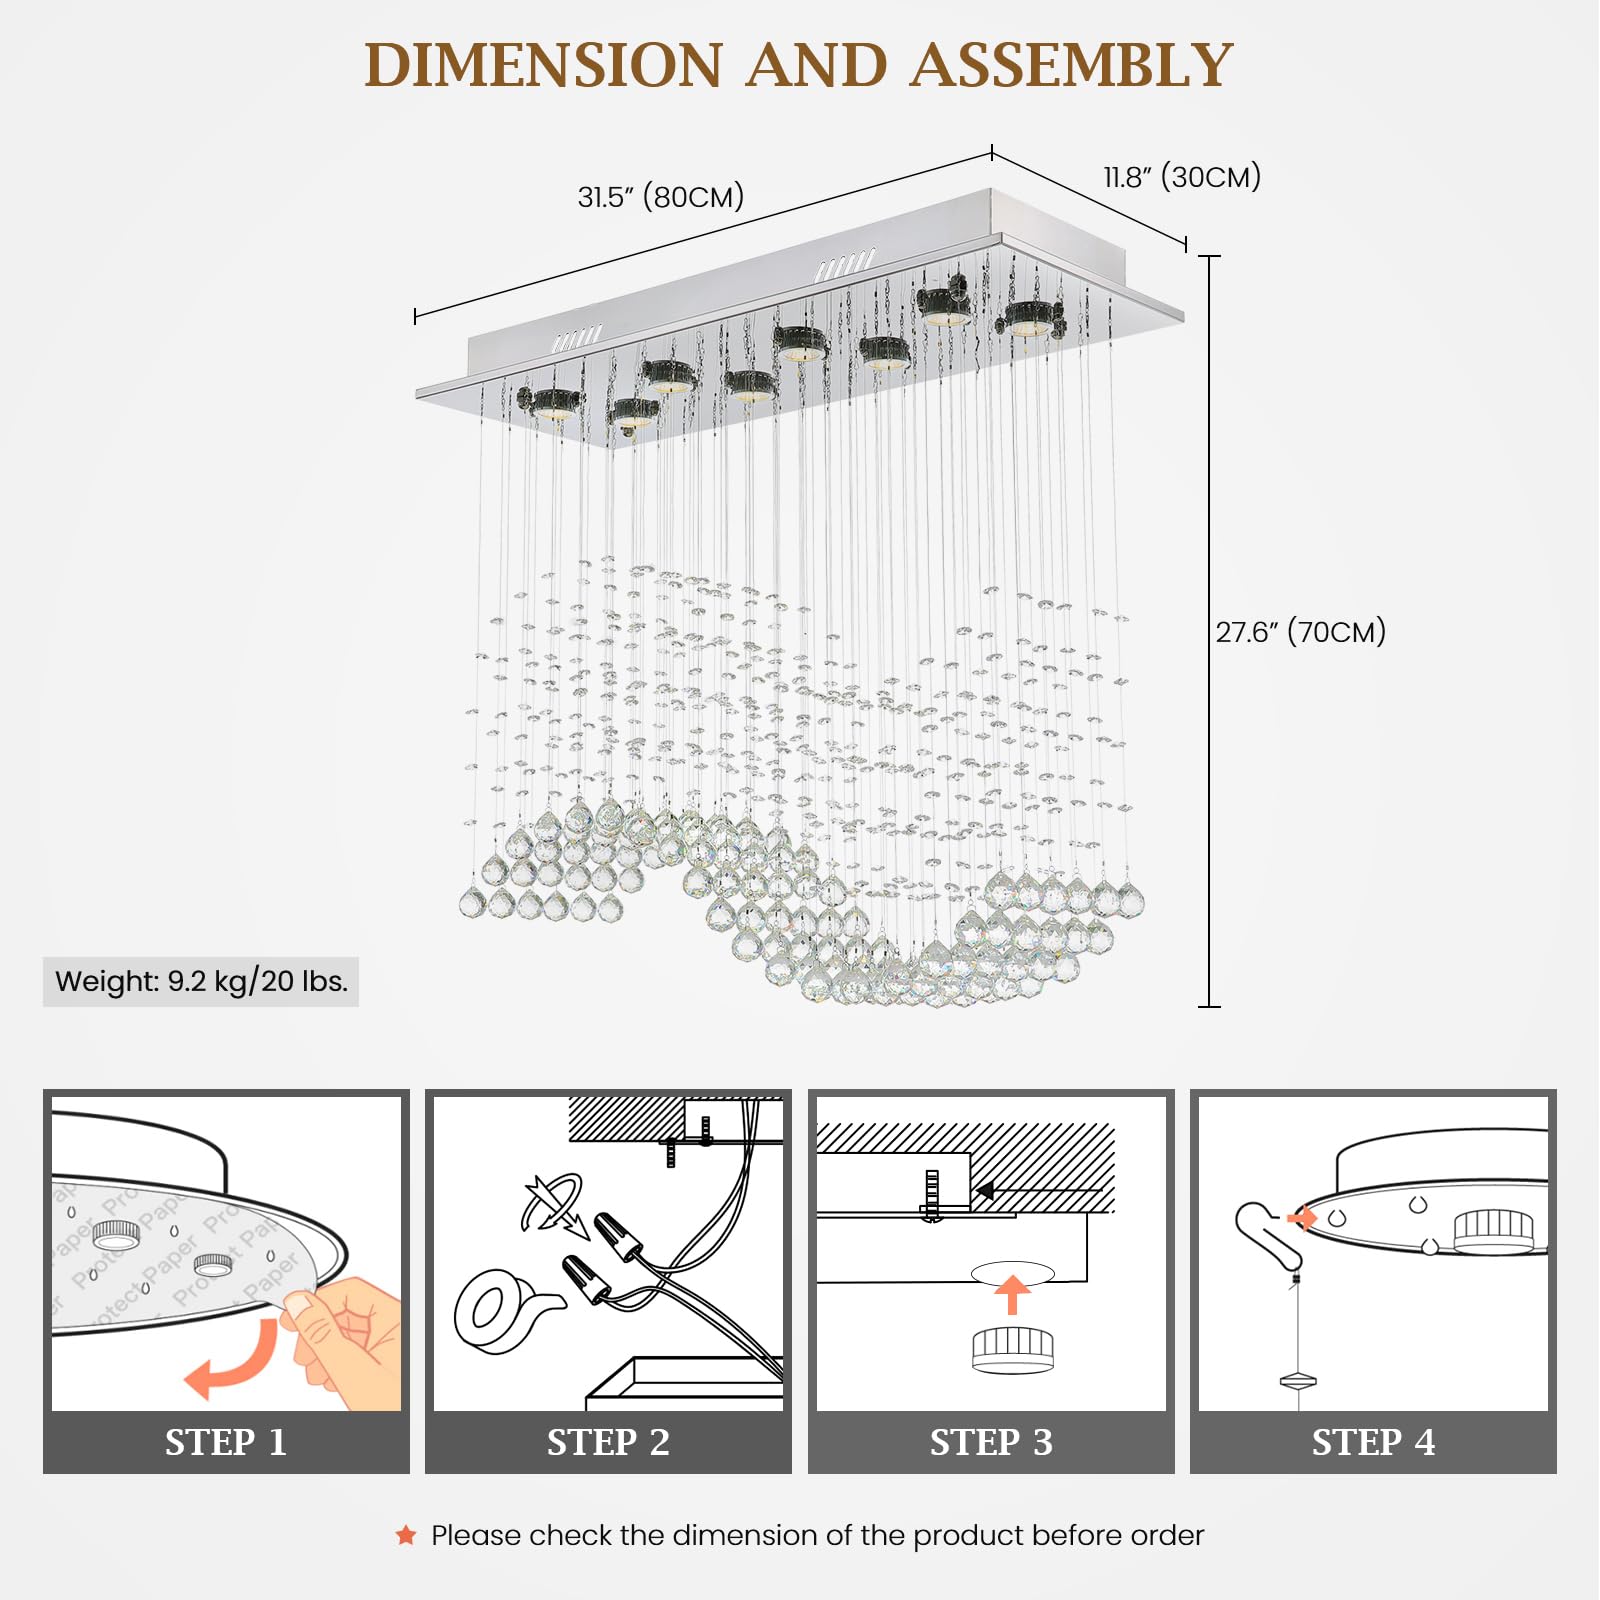 DIMENSION AND ASSEMBLY
31.5” (80CM)
11.8” (30CM)
27.6” (70CM)
Weight: 9.2 kg/20 lbs.
Protect Paper
STEP 1
STEP 2
STEP 3
STEP 4
Please check the dimension of the product before order